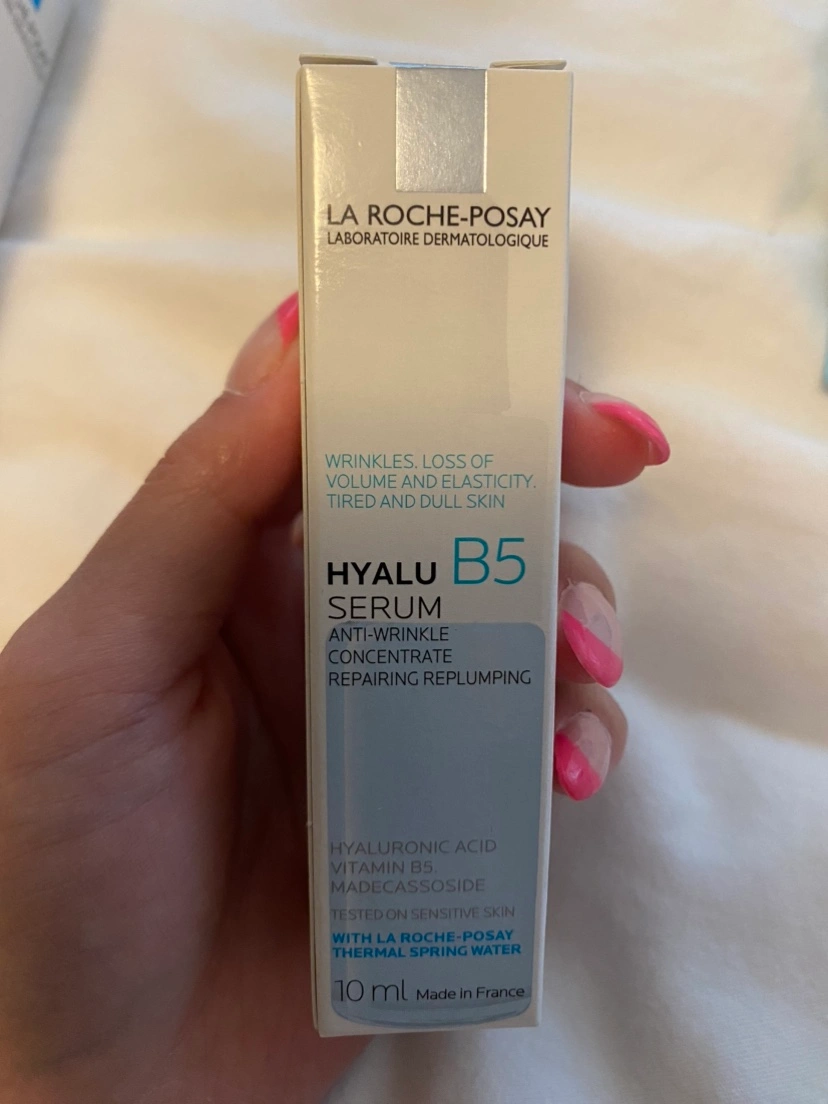 LA ROCHE-POSAY
LABORATOIRE DERMATOLOGIQUE
WRINKLES. LOSS OF
VOLUME AND ELASTICITY.
TIRED AND DULL SKIN
HYALU B5
SERUM
ANTI-WRINKLE
CONCENTRATE
REPAIRING REPLUMPING
HYALURONIC ACID
VITAMIN B5.
MADECASSOSIDE
TESTED ON SENSITIVE SKIN
WITH LA ROCHE-POSAY
THERMAL SPRING WATER
10 ml Made in France